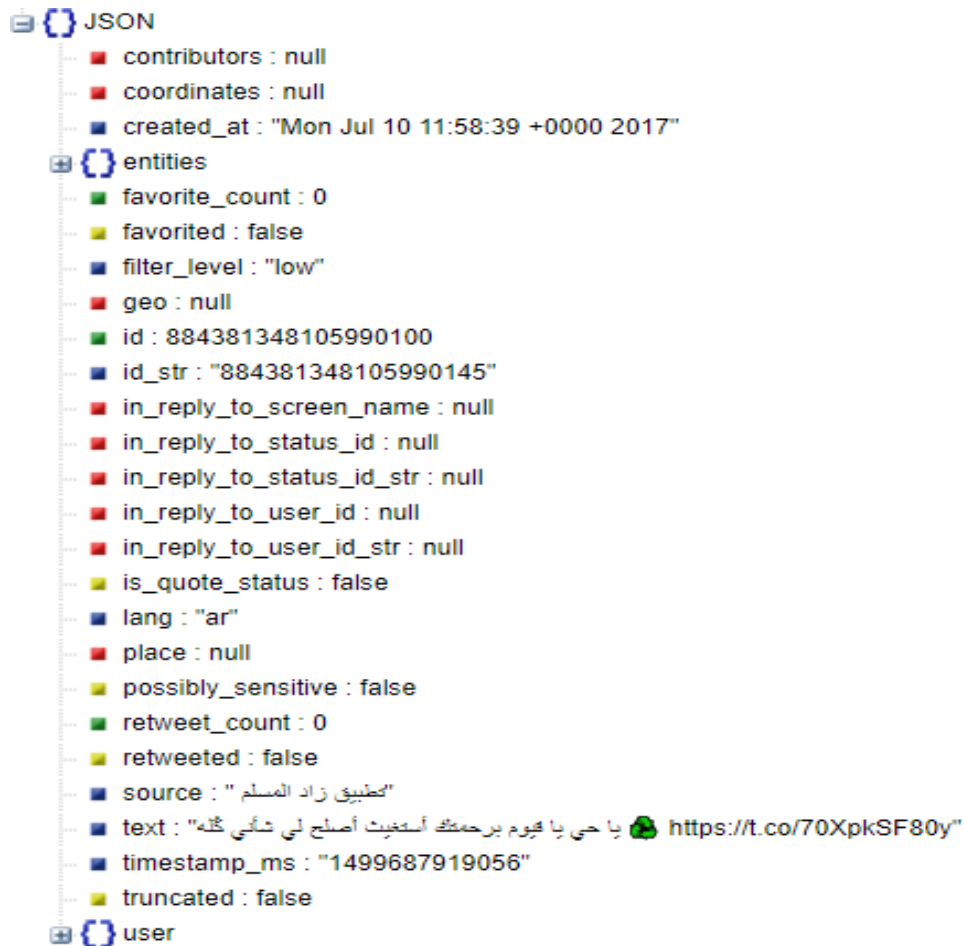 JSON
contributors : null
coordinates : null
created_at : "Mon Jul 10 11:58:39 +0000 2017"
entities
favorite_count : 0
favorited : false
filter_level : "low"
geo : null
id : 884381348105990100
id_str : "884381348105990145"
in_reply_to_screen_name : null
in_reply_to_status_id : null
in_reply_to_status_id_str : null
in_reply_to_user_id : null
in_reply_to_user_id_str : null
is_quote_status : false
lang : "ar"
place : null
possibly_sensitive : false
retweet_count : 0
retweeted : false
source : "تطبيق زاد المسلم "
text : "يا حي يا قيوم برحمتك أستغيث أصلح لي شأني كُله ♻ https://t.co/70XpkSF80y"
timestamp_ms : "1499687919056"
truncated : false
user